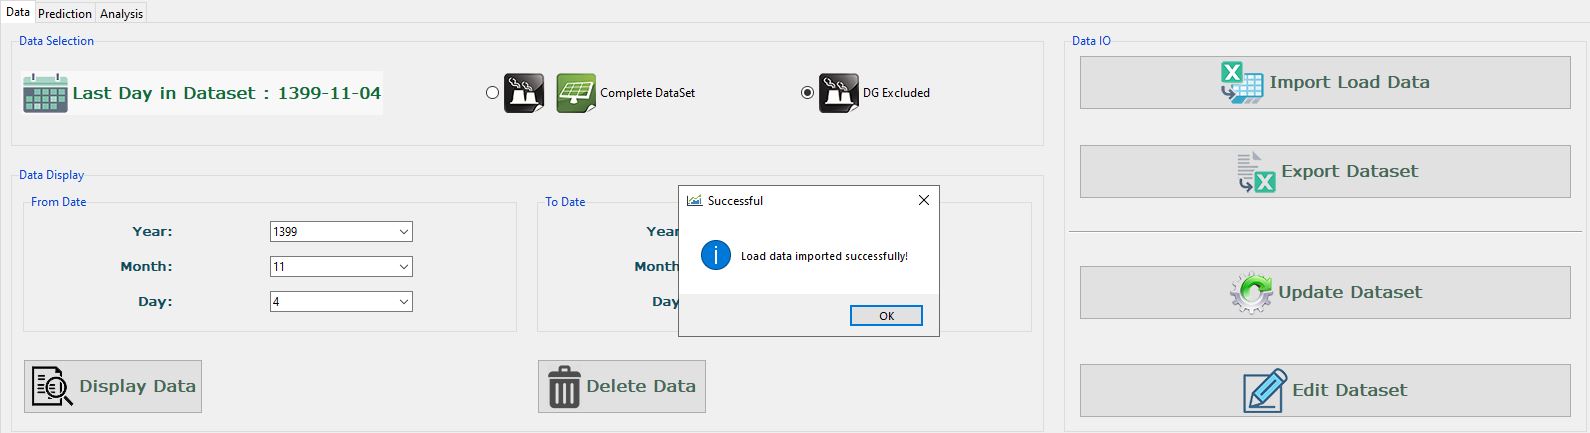 Data Prediction Analysis
Data Selection
Last Day in Dataset : 1399-11-04
Complete DataSet
DG Excluded
Data Display
From Date
Year: 1399
Month: 11
Day: 4
To Date
Year
Month
Day
Successful
Load data imported successfully!
OK
Display Data
Delete Data
Data IO
Import Load Data
Export Dataset
Update Dataset
Edit Dataset